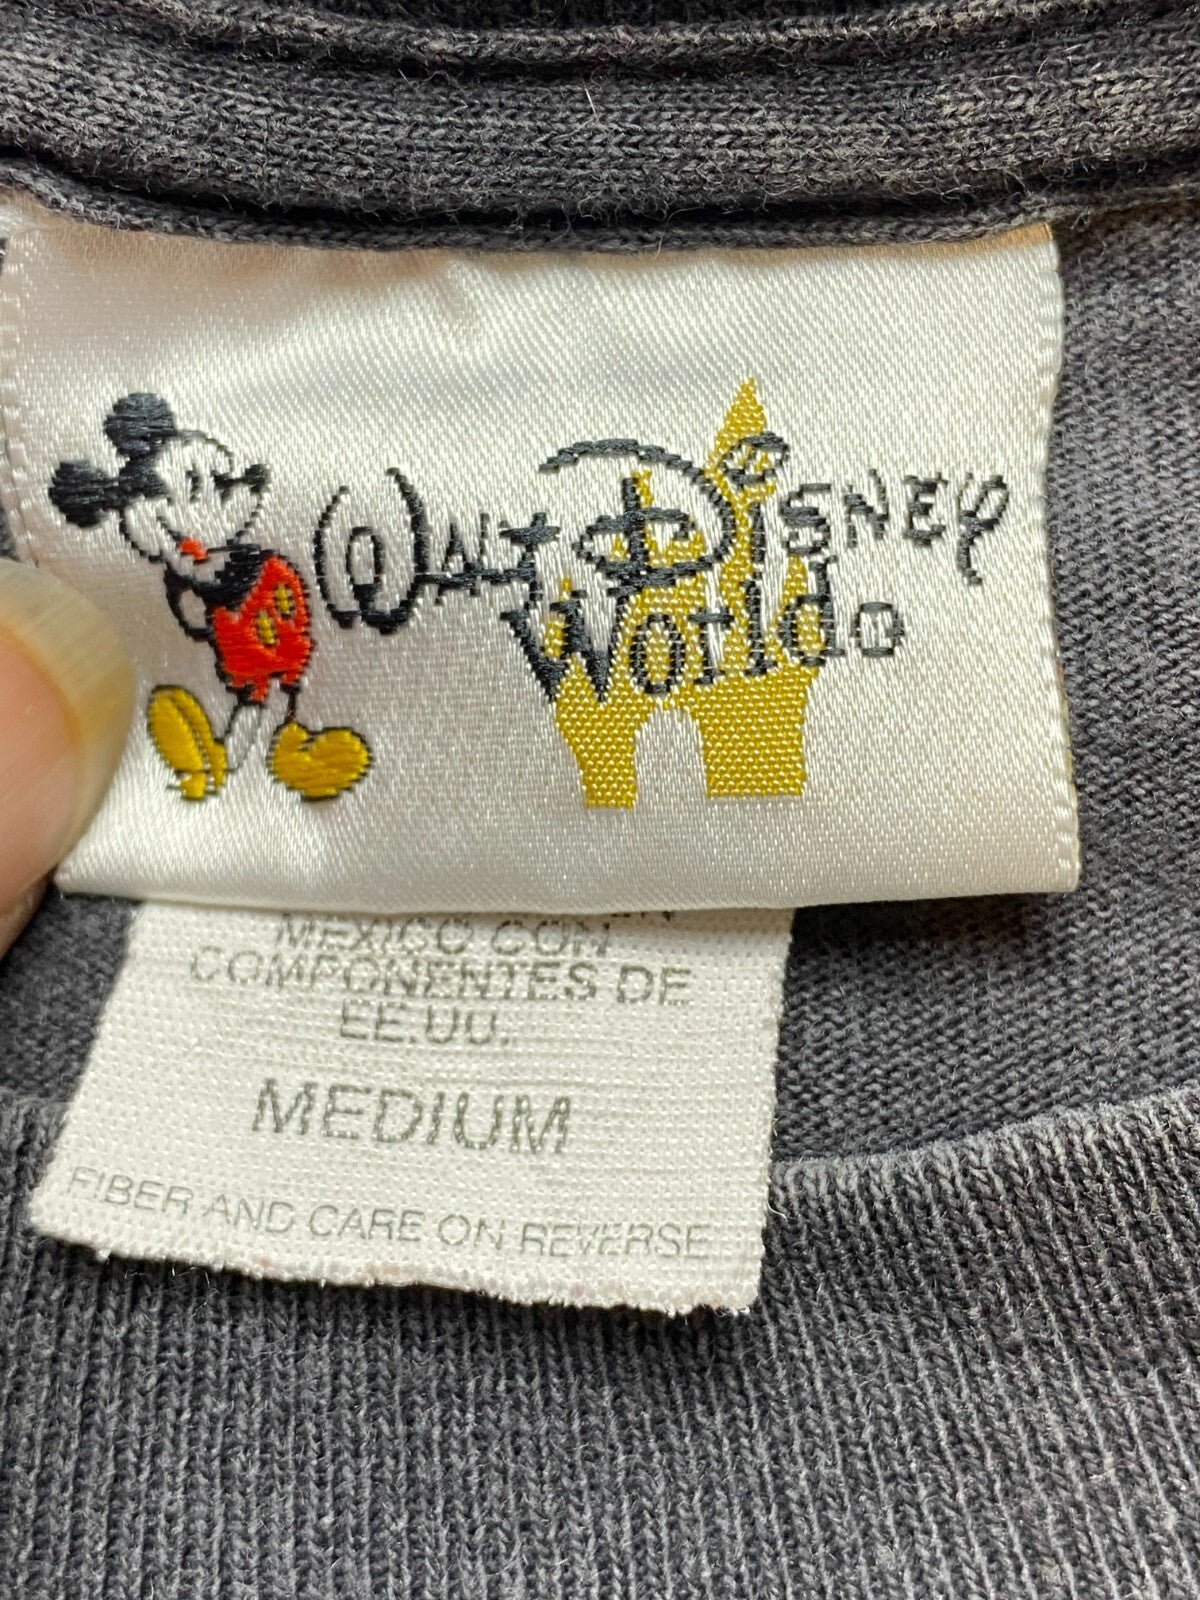 Walt Disney
World®
MEXICO CON
COMPONENTES DE
EE.UU.
MEDIUM
FIBER AND CARE ON REVERSE